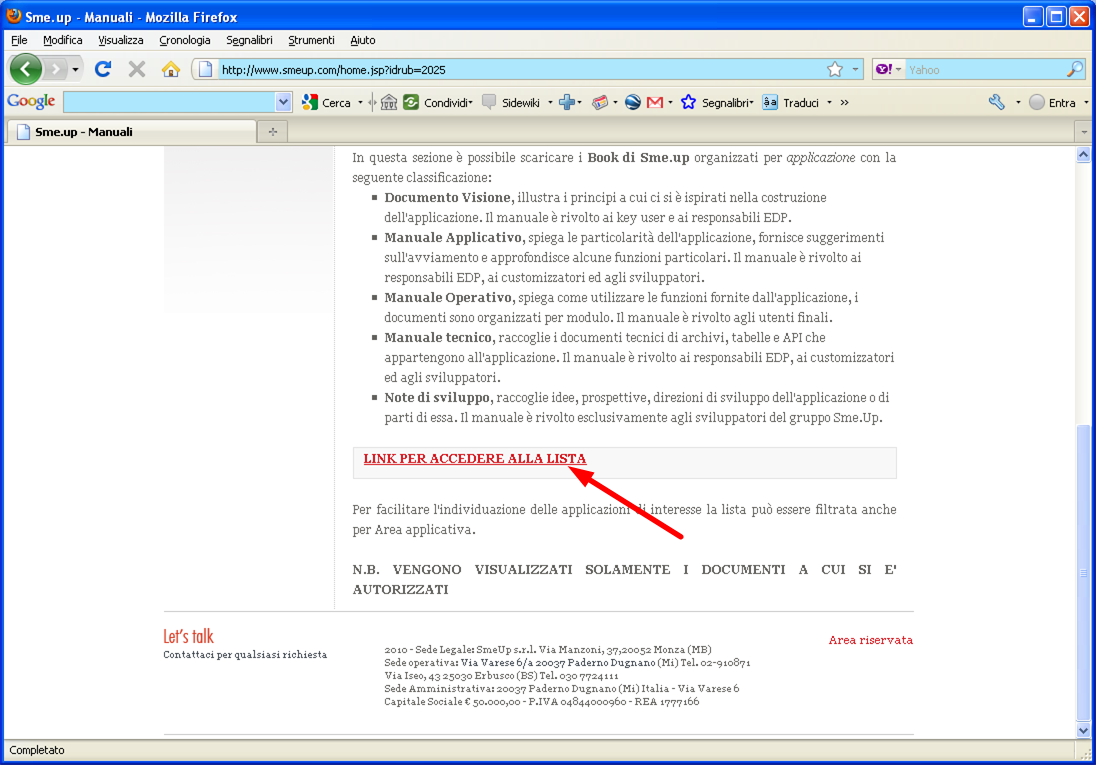 Sme.up - Manuali - Mozilla Firefox
File Modifica Visualizza Cronologia Segnalibri Strumenti Aiuto
http://www.smeup.com/home.jsp?idrub=2025
Y! Yahoo
Google Cerca Condividi Sidewiki Segnalibri aâ Traduci » Entra
Sme.up - Manuali
In questa sezione è possibile scaricare i Book di Sme.up organizzati per applicazione con la
seguente classificazione:
Documento Visione, illustra i principi a cui ci si è ispirati nella costruzione
dell'applicazione. Il manuale è rivolto ai key user e ai responsabili EDP.
Manuale Applicativo, spiega le particolarità dell'applicazione, fornisce suggerimenti
sull'avviamento e approfondisce alcune funzioni particolari. Il manuale è rivolto ai
responsabili EDP, ai customizzatori ed agli sviluppatori.
Manuale Operativo, spiega come utilizzare le funzioni fornite dall'applicazione, i
documenti sono organizzati per modulo. Il manuale è rivolto agli utenti finali.
Manuale tecnico, raccoglie i documenti tecnici di archivi, tabelle e API che
appartengono all'applicazione. Il manuale è rivolto ai responsabili EDP, ai customizzatori
ed agli sviluppatori.
Note di sviluppo, raccoglie idee, prospettive, direzioni di sviluppo dell'applicazione o di
parti di essa. Il manuale è rivolto esclusivamente agli sviluppatori del gruppo Sme.Up.
LINK PER ACCEDERE ALLA LISTA
Per facilitare l'individuazione delle applicazioni di interesse la lista può essere filtrata anche
per Area applicativa.
N.B. VENGONO VISUALIZZATI SOLAMENTE I DOCUMENTI A CUI SI E'
AUTORIZZATI
Let's talk
Contattaci per qualsiasi richiesta
2010 - Sede Legale: SmeUp s.r.l. Via Manzoni, 37,20052 Monza (MB)
Sede operativa: Via Varese 6/a 20037 Paderno Dugnano (Mi) Tel. 02-910871
Via Iseo, 43 25030 Erbusco (BS) Tel. 030 7724111
Sede Amministrativa: 20037 Paderno Dugnano (Mi) Italia - Via Varese 6
Capitale Sociale € 50.000,00 - P.IVA 04844000960 - REA 1777166
Area riservata
Completato